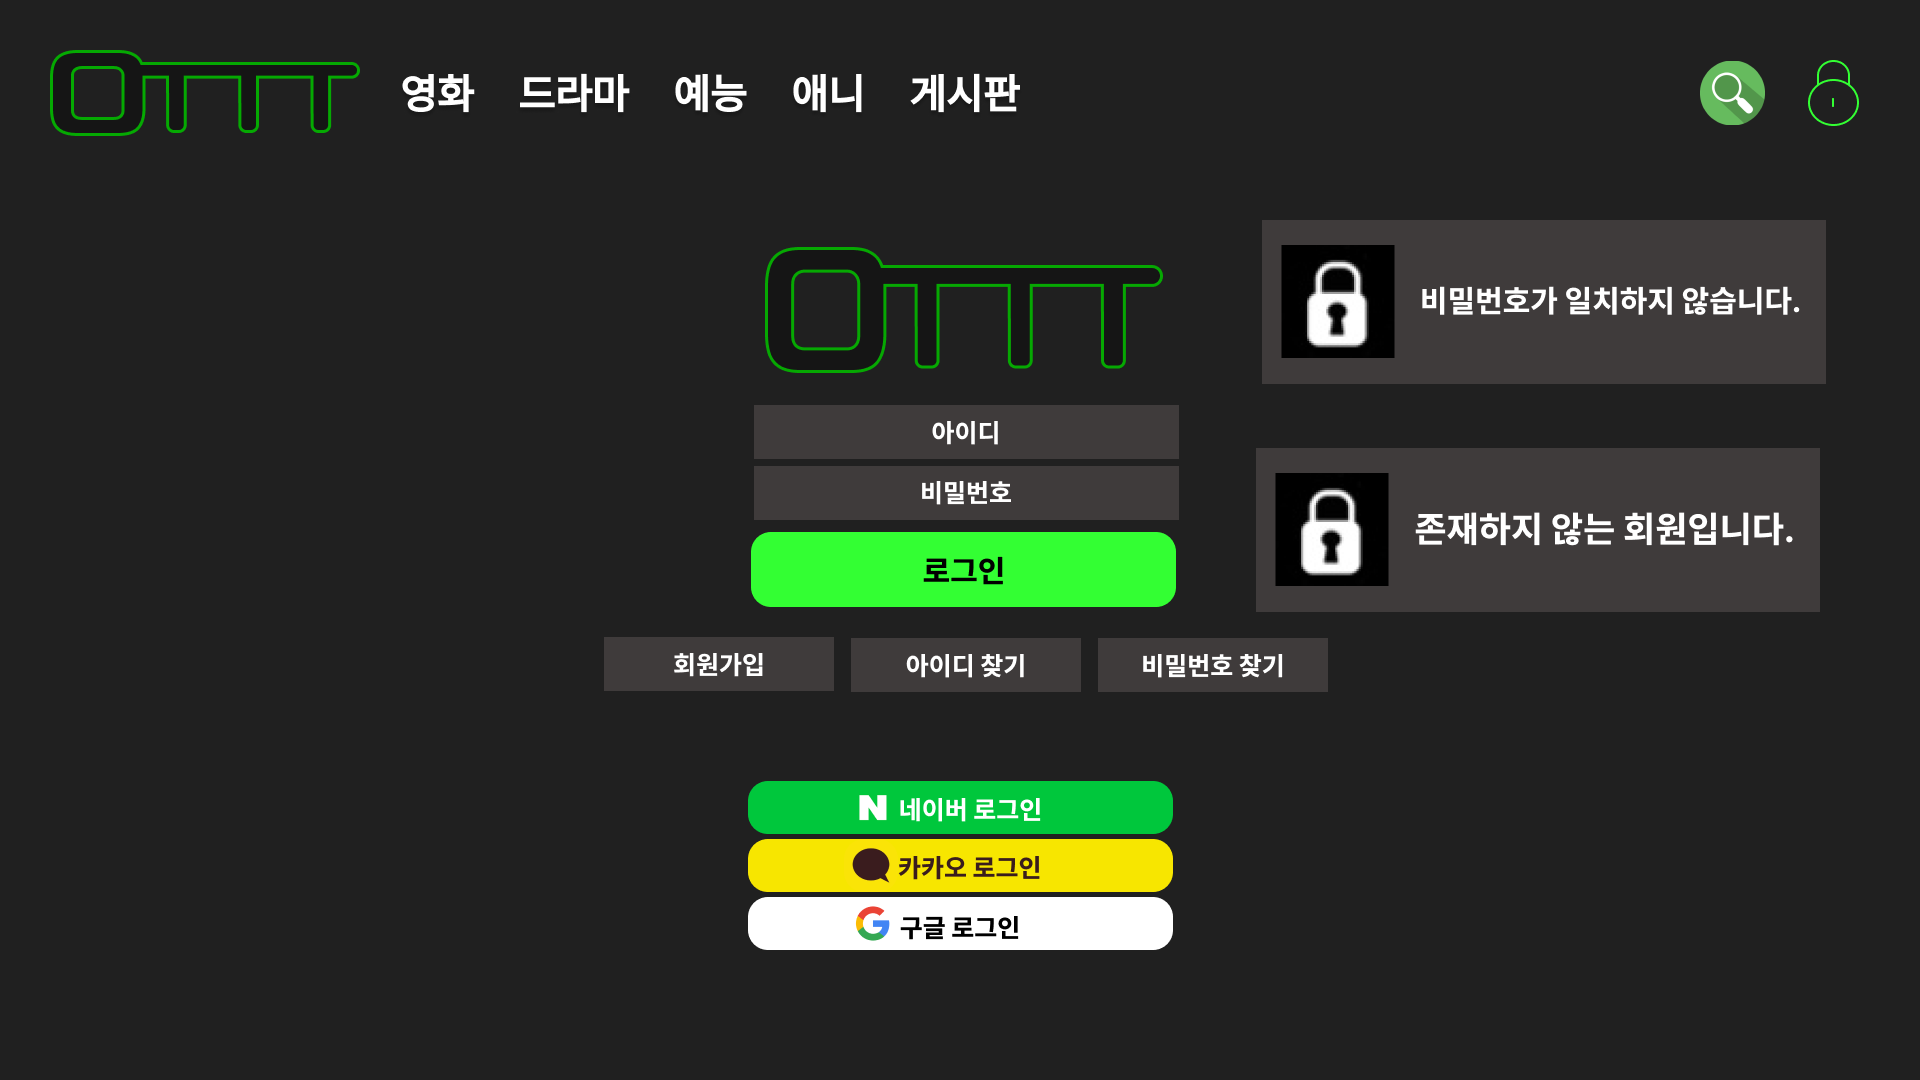 OTTT
영화 드라마 예능 애니 게시판
OTTT
아이디
비밀번호
로그인
회원가입 아이디 찾기 비밀번호 찾기
N 네이버 로그인
카카오 로그인
G 구글 로그인
비밀번호가 일치하지 않습니다.
존재하지 않는 회원입니다.